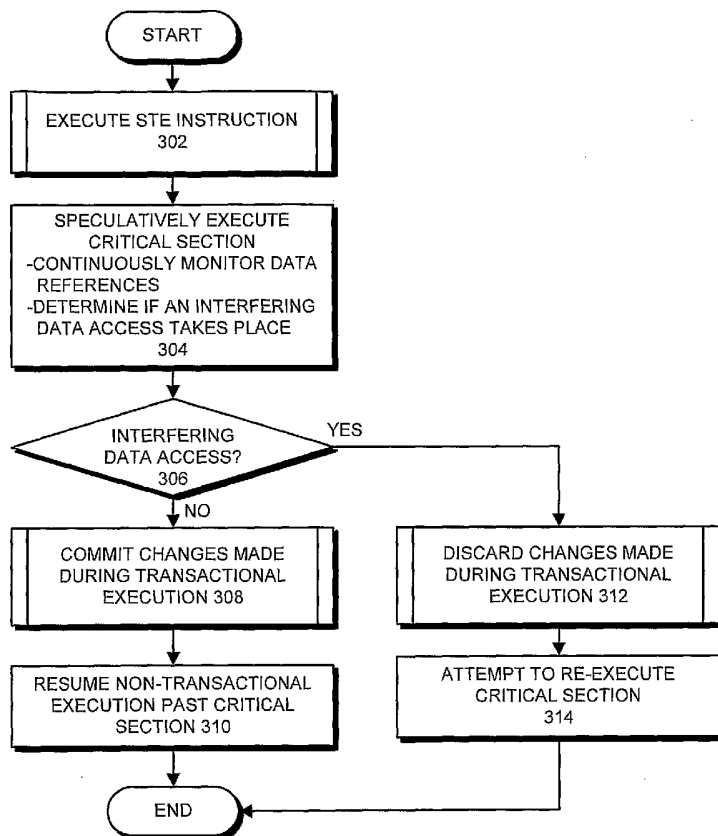 START
EXECUTE STE INSTRUCTION
302
SPECULATIVELY EXECUTE
CRITICAL SECTION
-CONTINUOUSLY MONITOR DATA
REFERENCES
-DETERMINE IF AN INTERFERING
DATA ACCESS TAKES PLACE
304
INTERFERING
DATA ACCESS?
306
YES
NO
COMMIT CHANGES MADE
DURING TRANSACTIONAL
EXECUTION 308
DISCARD CHANGES MADE
DURING TRANSACTIONAL
EXECUTION 312
RESUME NON-TRANSACTIONAL
EXECUTION PAST CRITICAL
SECTION 310
ATTEMPT TO RE-EXECUTE
CRITICAL SECTION
314
END